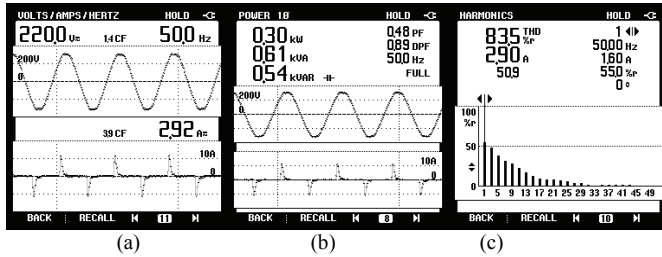 VOLTS/AMPS/HERTZ HOLD
220.0 V≂ 1.4 CF 50.0 Hz
200V
0
3.9 CF 2.92 A≂
10A
0
BACK RECALL 11
(a)
POWER 1Ø HOLD
0.30 kW 0.48 PF
0.61 kVA 0.89 DPF
50.0 Hz
0.54 kVAR FULL
200V
0
10A
0
BACK RECALL 8
(b)
HARMONICS HOLD
83.5 THD %r 1
50.00 Hz
2.90 A 1.60 A
50.9 55.0 %r
0 °
100
%r
50
0
1 5 9 13 17 21 25 29 33 37 41 45 49
BACK RECALL 10
(c)